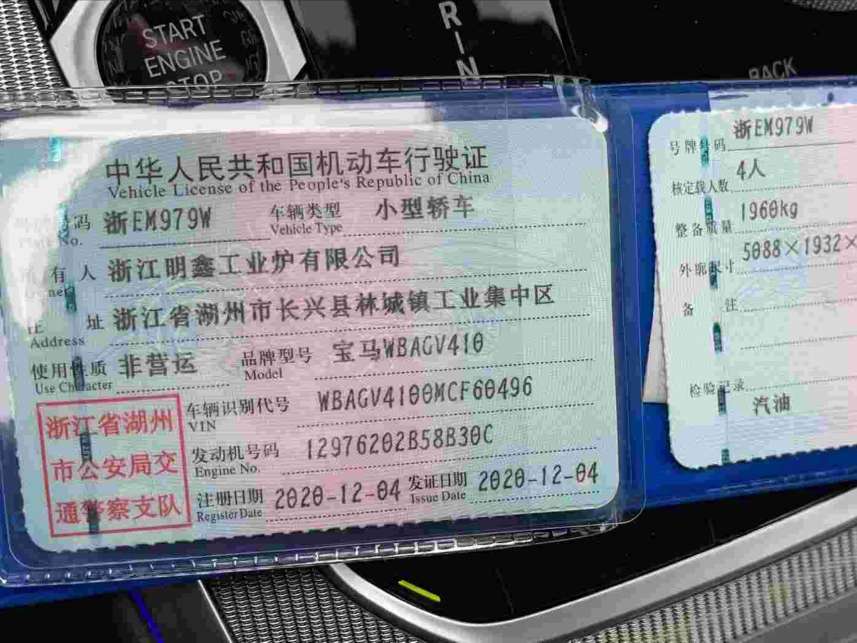 START
ENGINE
STOP
RIN
BACK
中华人民共和国机动车行驶证
Vehicle License of the People's Republic of China
号码 浙EM979W 车辆类型 小型轿车
No. Vehicle Type
有人 浙江明鑫工业炉有限公司
Owner
住址 浙江省湖州市长兴县林城镇工业集中区
Address
使用性质 非营运 品牌型号 宝马WBAGV410
Use Character Model
浙江省湖州
市公安局交
通警察支队
车辆识别代号 WBAGV4100MCF60496
VIN
发动机号码 12976202B58B30C
Engine No.
注册日期 2020-12-04 发证日期 2020-12-04
Register Date Issue Date
号牌号码 浙EM979W
核定载人数 4人
整备质量 1960kg
外廓尺寸 5088×1932×
备注
检验记录
汽油